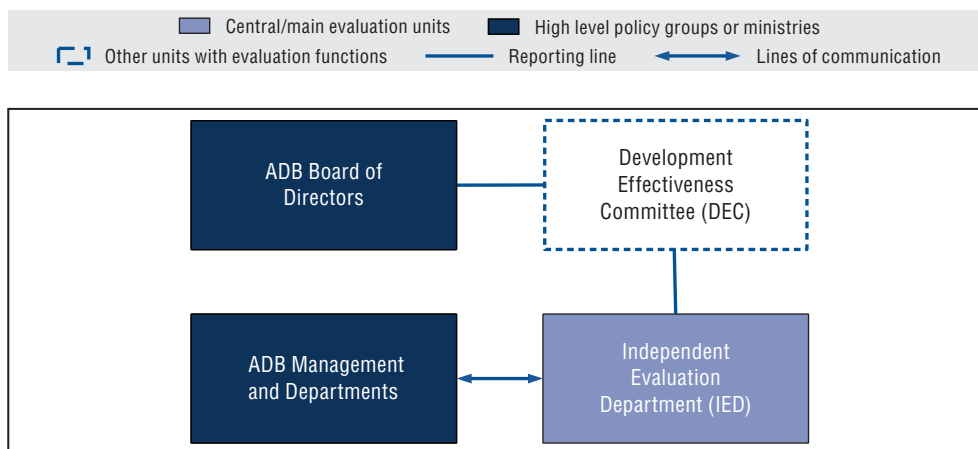 Central/main evaluation units
High level policy groups or ministries
Other units with evaluation functions
Reporting line
Lines of communication
ADB Board of
Directors
Development
Effectiveness
Committee (DEC)
ADB Management
and Departments
Independent
Evaluation
Department (IED)